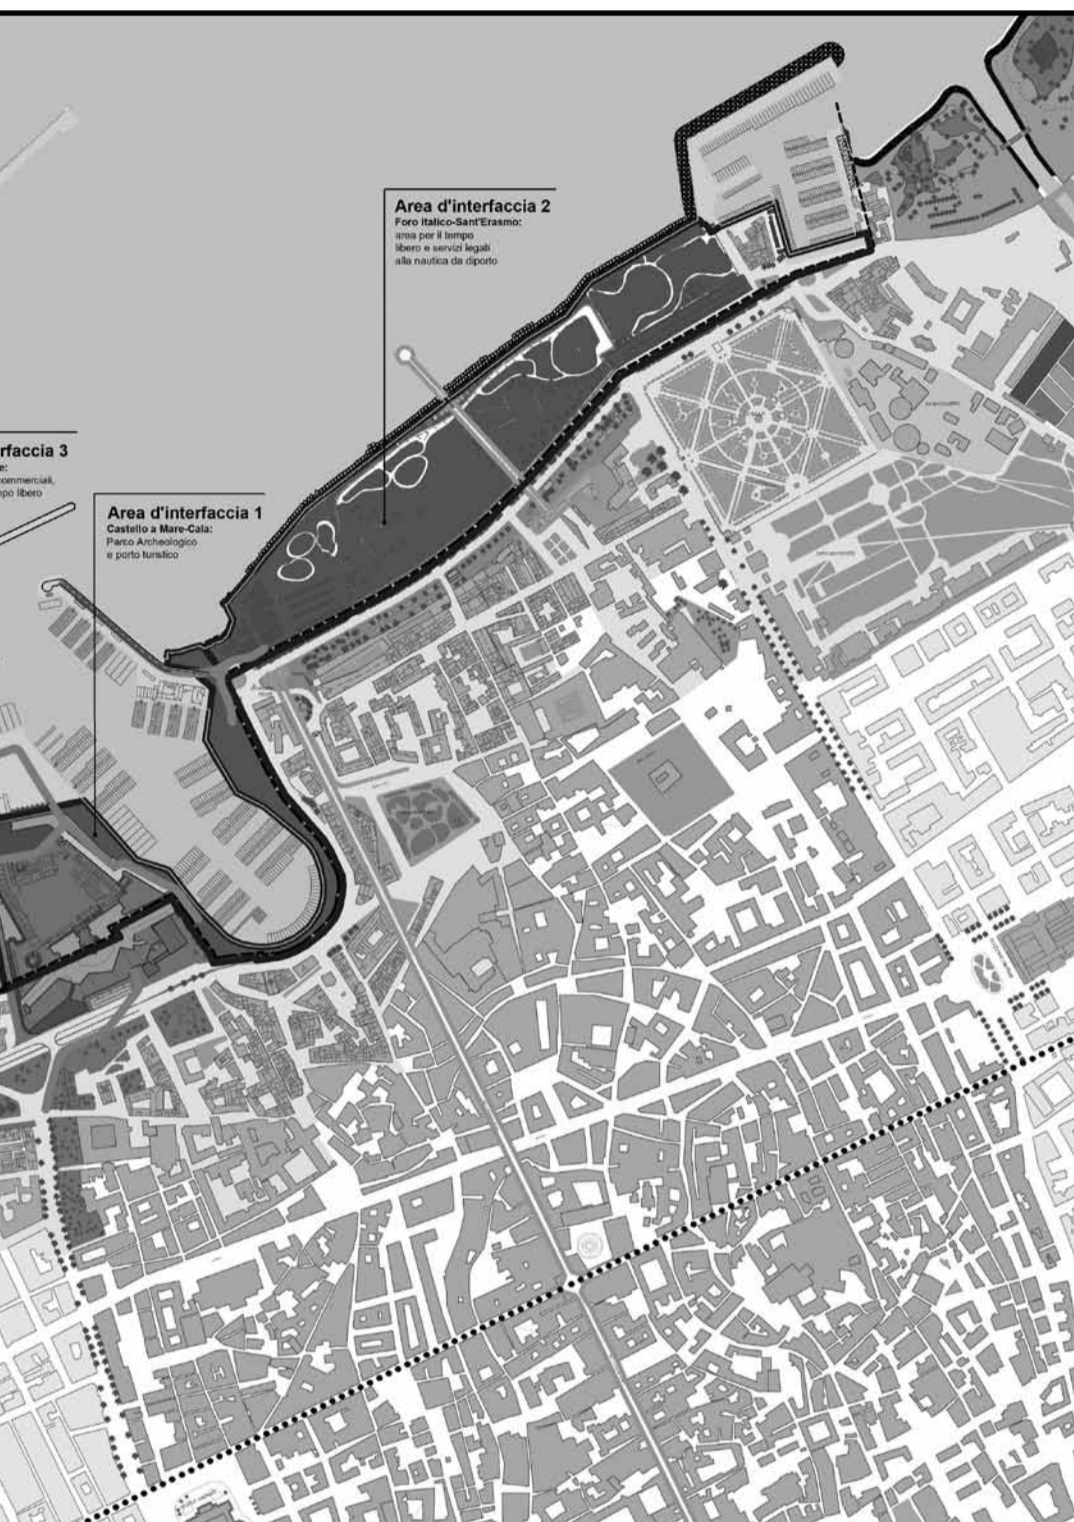 Area d'interfaccia 2
Foro Italico-Sant'Erasmo:
area per il tempo
libero e servizi legati
alla nautica da diporto
rfaccia 3
e:
commerciali,
po libero
Area d'interfaccia 1
Castello a Mare-Cala:
Parco Archeologico
e porto turistico